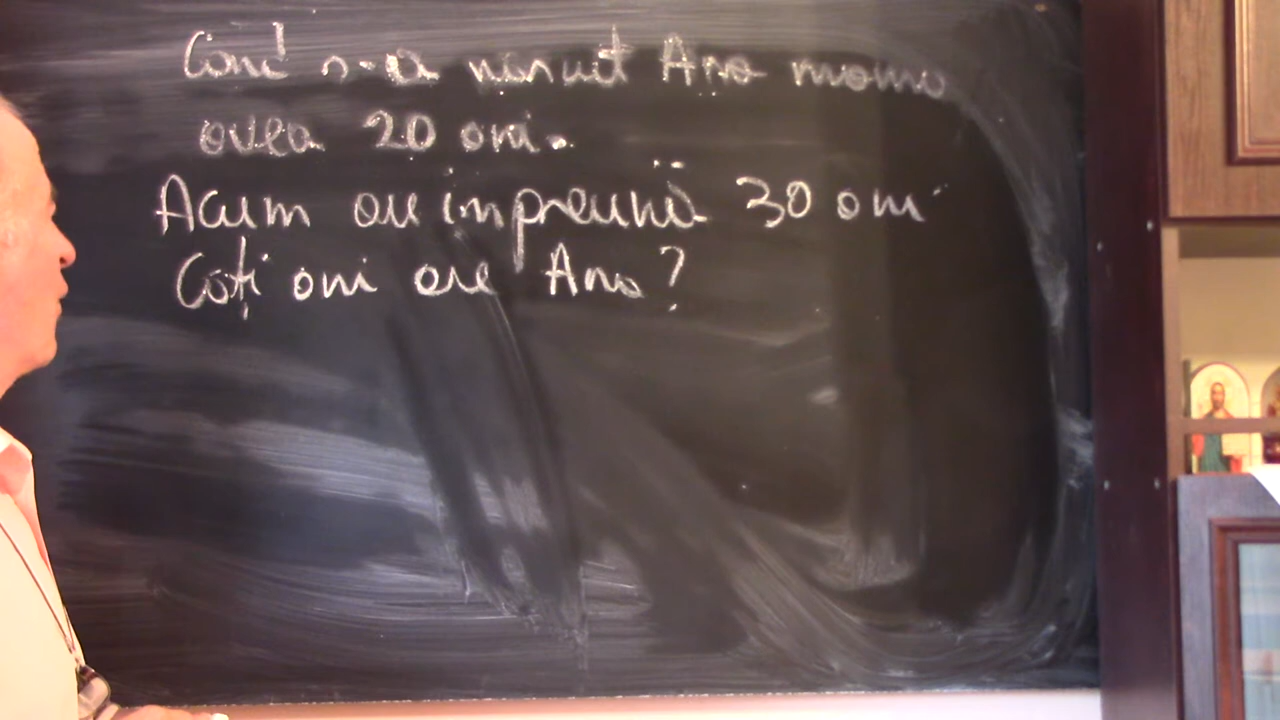 Când s-a născut Ana mama
avea 20 ani.
Acum au împreună 30 ani
Câți ani are Ana?